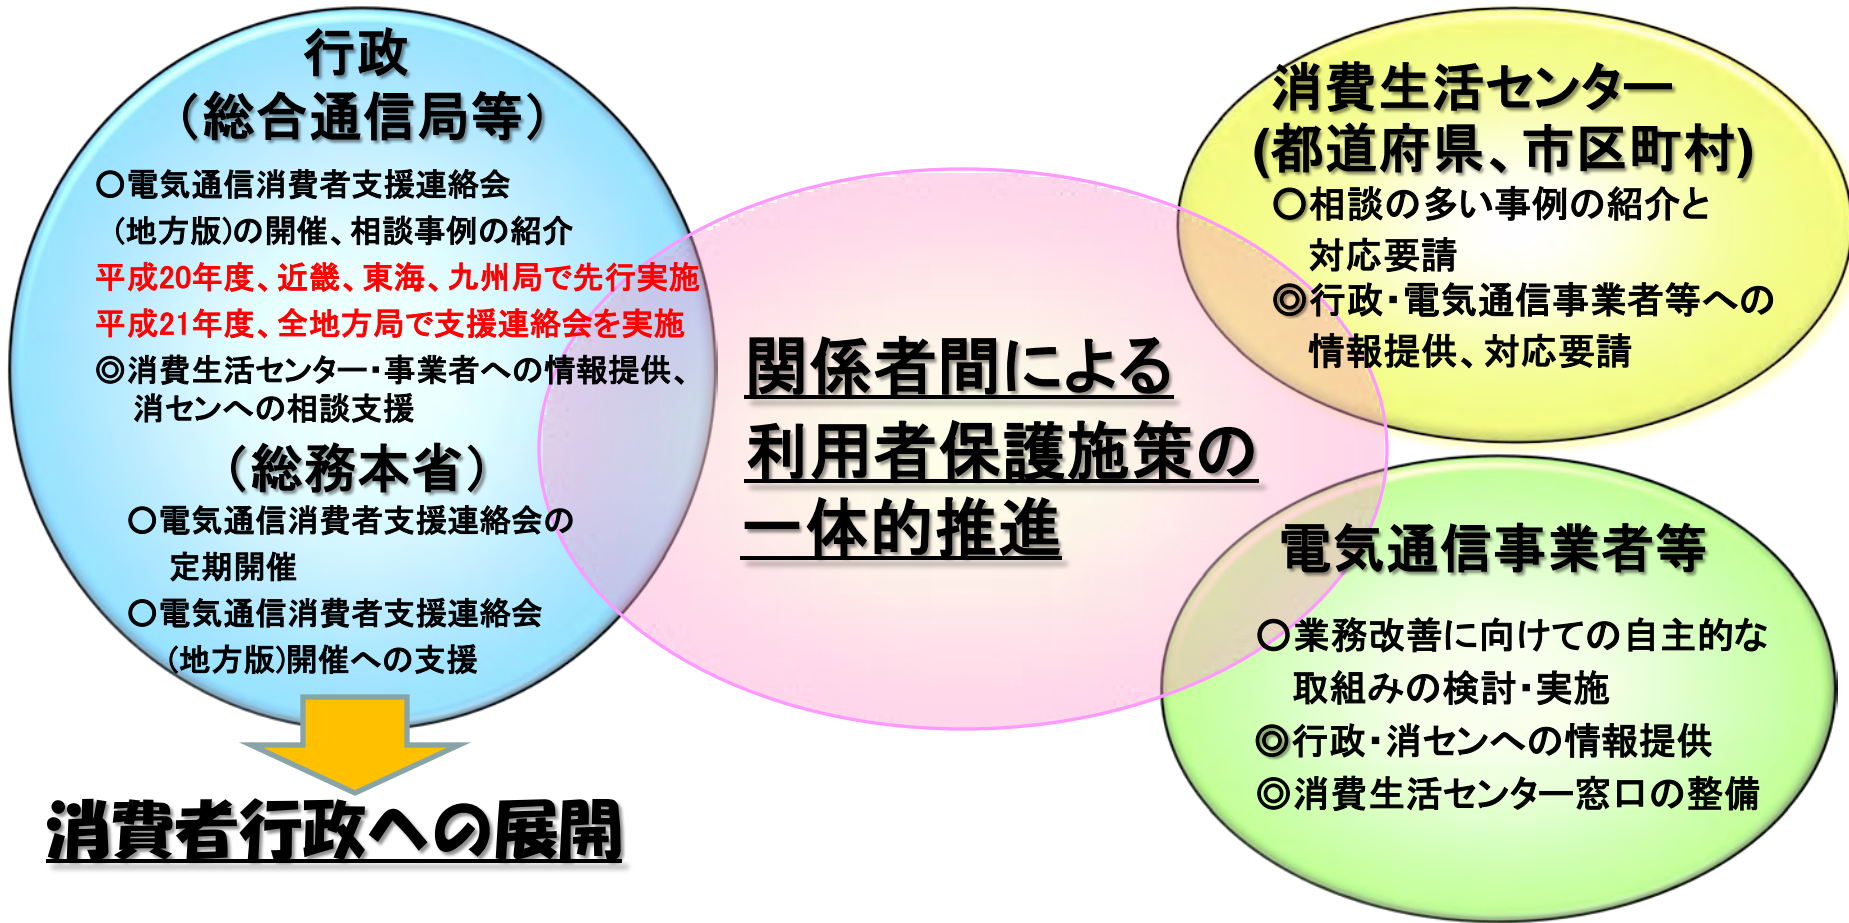 行政
（総合通信局等）
○電気通信消費者支援連絡会
(地方版)の開催、相談事例の紹介
平成20年度、近畿、東海、九州局で先行実施
平成21年度、全地方局で支援連絡会を実施
◎消費生活センター・事業者への情報提供、
消センへの相談支援
（総務本省）
○電気通信消費者支援連絡会の
定期開催
○電気通信消費者支援連絡会
(地方版)開催への支援
消費者行政への展開
関係者間による
利用者保護施策の
一体的推進
消費生活センター
(都道府県、市区町村)
○相談の多い事例の紹介と
対応要請
◎行政・電気通信事業者等への
情報提供、対応要請
電気通信事業者等
○業務改善に向けての自主的な
取組みの検討・実施
◎行政・消センへの情報提供
◎消費生活センター窓口の整備